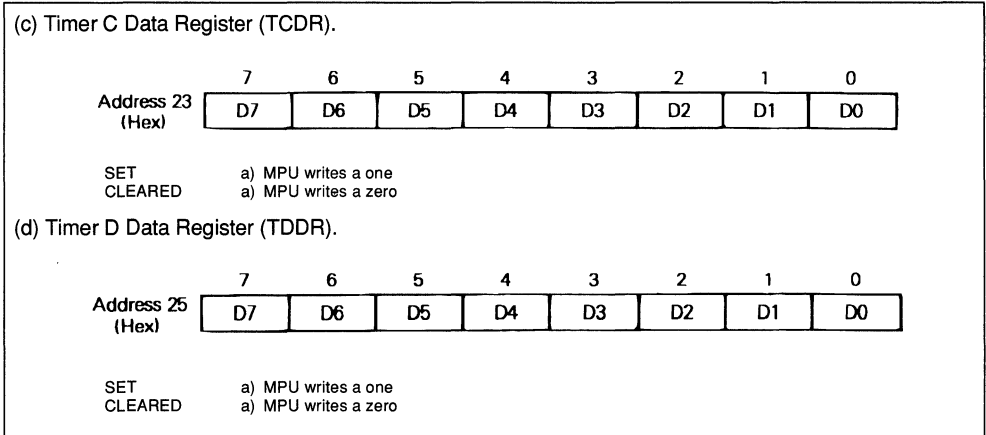 (c) Timer C Data Register (TCDR).
7 6 5 4 3 2 1 0
Address 23 D7 D6 D5 D4 D3 D2 D1 D0
(Hex)
SET a) MPU writes a one
CLEARED a) MPU writes a zero
(d) Timer D Data Register (TDDR).
7 6 5 4 3 2 1 0
Address 25 D7 D6 D5 D4 D3 D2 D1 D0
(Hex)
SET a) MPU writes a one
CLEARED a) MPU writes a zero